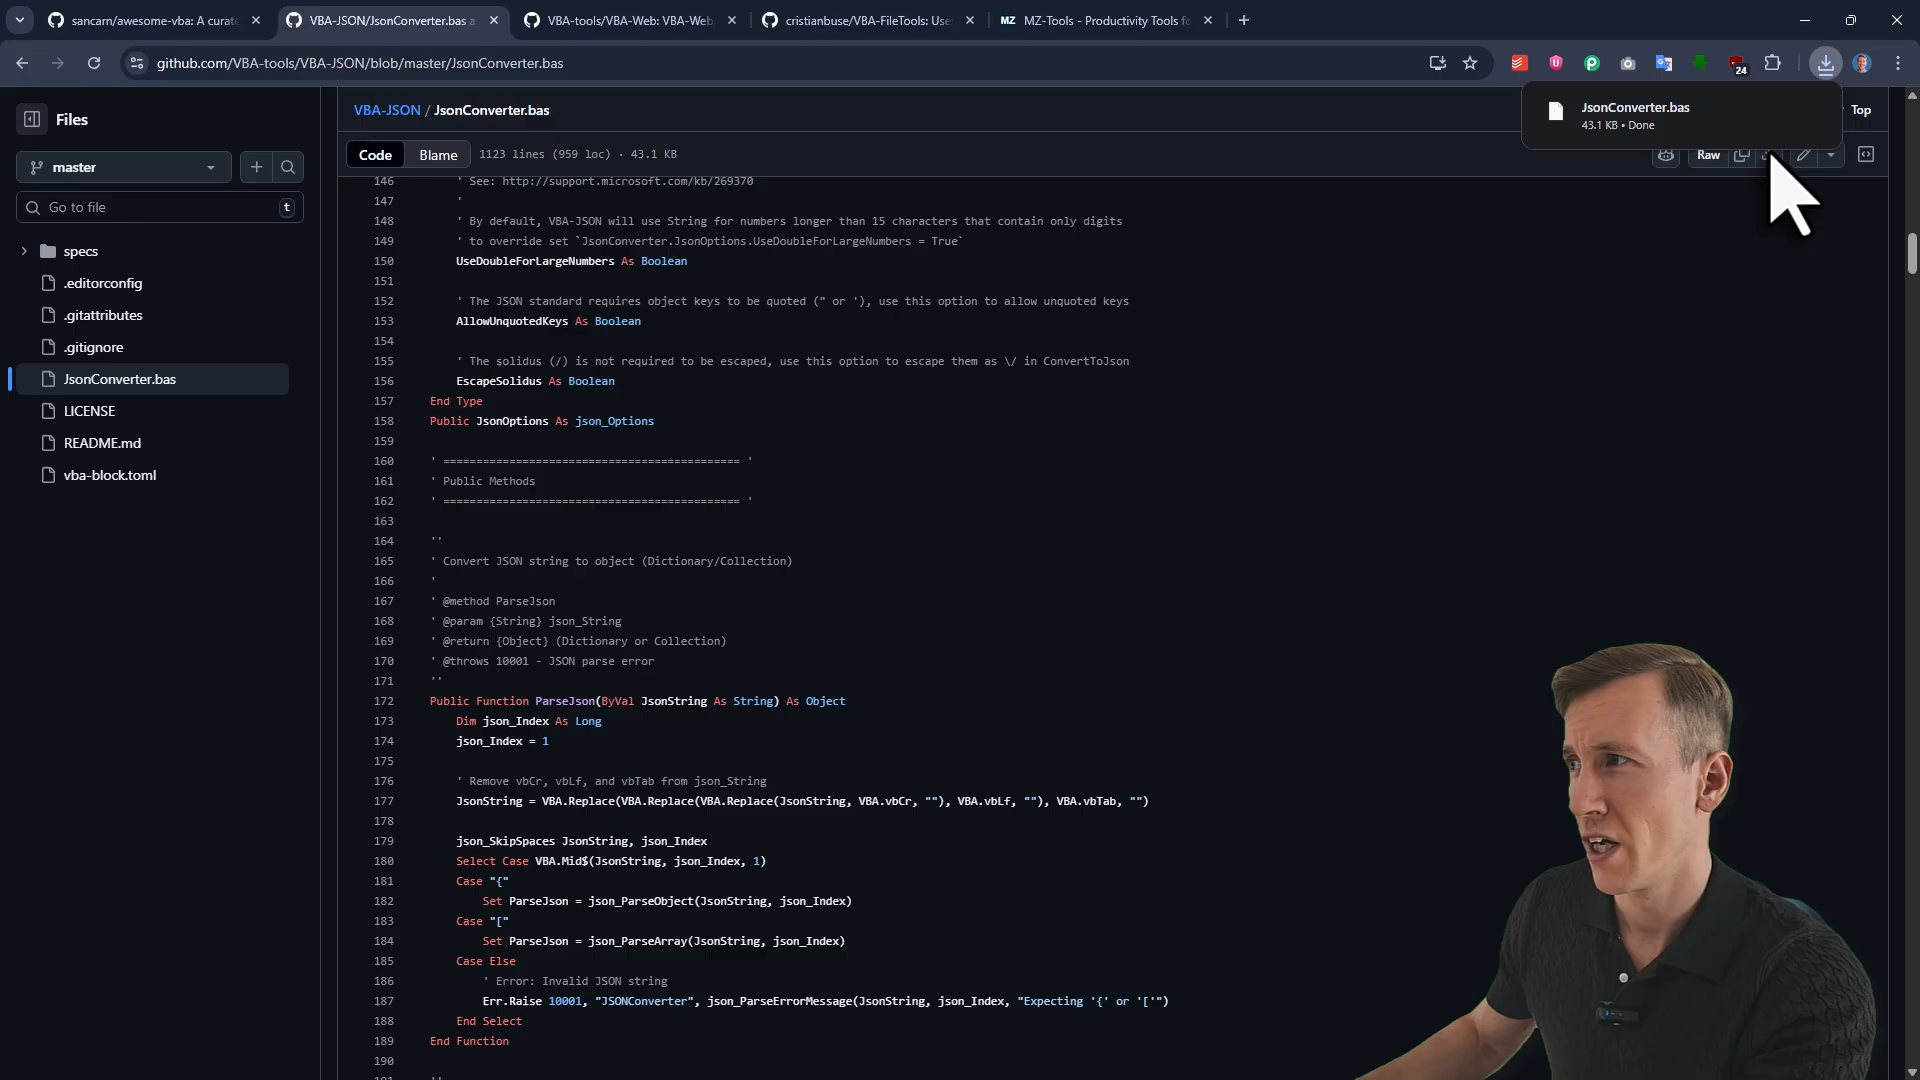 sancarn/awesome-vba: A curate
VBA-JSON/JsonConverter.bas a
VBA-tools/VBA-Web: VBA-Web
cristianbuse/VBA-FileTools: Use
MZ MZ-Tools - Productivity Tools fo
github.com/VBA-tools/VBA-JSON/blob/master/JsonConverter.bas
24
JsonConverter.bas
43.1 KB • Done
Files
VBA-JSON / JsonConverter.bas
Top
master
Code Blame 1123 lines (959 loc) · 43.1 KB
Raw
Go to file t
specs
.editorconfig
.gitattributes
.gitignore
JsonConverter.bas
LICENSE
README.md
vba-block.toml
146 ' See: http://support.microsoft.com/kb/269370
147 '
148 ' By default, VBA-JSON will use String for numbers longer than 15 characters that contain only digits
149 ' to override set `JsonConverter.JsonOptions.UseDoubleForLargeNumbers = True`
150 UseDoubleForLargeNumbers As Boolean
151
152 ' The JSON standard requires object keys to be quoted (" or '), use this option to allow unquoted keys
153 AllowUnquotedKeys As Boolean
154
155 ' The solidus (/) is not required to be escaped, use this option to escape them as \/ in ConvertToJson
156 EscapeSolidus As Boolean
157 End Type
158 Public JsonOptions As json_Options
159
160 ' ============================================= '
161 ' Public Methods
162 ' ============================================= '
163
164 ''
165 ' Convert JSON string to object (Dictionary/Collection)
166 '
167 ' @method ParseJson
168 ' @param {String} json_String
169 ' @return {Object} (Dictionary or Collection)
170 ' @throws 10001 - JSON parse error
171 ''
172 Public Function ParseJson(ByVal JsonString As String) As Object
173 Dim json_Index As Long
174 json_Index = 1
175
176 ' Remove vbCr, vbLf, and vbTab from json_String
177 JsonString = VBA.Replace(VBA.Replace(VBA.Replace(JsonString, VBA.vbCr, ""), VBA.vbLf, ""), VBA.vbTab, "")
178
179 json_SkipSpaces JsonString, json_Index
180 Select Case VBA.Mid$(JsonString, json_Index, 1)
181 Case "{"
182 Set ParseJson = json_ParseObject(JsonString, json_Index)
183 Case "["
184 Set ParseJson = json_ParseArray(JsonString, json_Index)
185 Case Else
186 ' Error: Invalid JSON string
187 Err.Raise 10001, "JSONConverter", json_ParseErrorMessage(JsonString, json_Index, "Expecting '{' or '['")
188 End Select
189 End Function
190